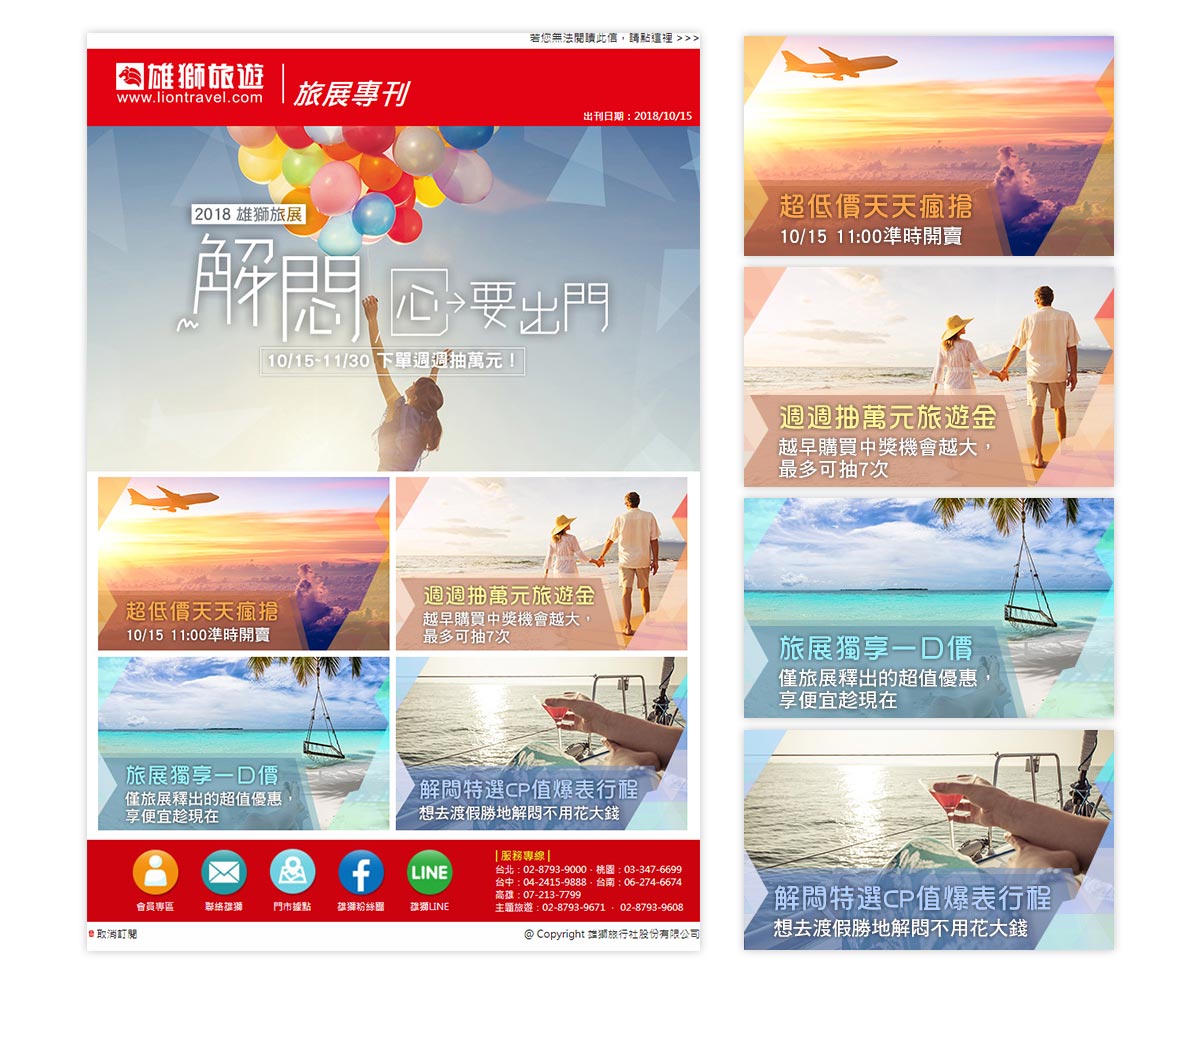 若您無法閱讀此信，請點這裡 >>>
雄獅旅遊
www.liontravel.com
旅展專刊
出刊日期：2018/10/15
2018 雄獅旅展
解悶
心→要出門
10/15~11/30 下單週週抽萬元！
超低價天天瘋搶
10/15 11:00準時開賣
週週抽萬元旅遊金
越早購買中獎機會越大，
最多可抽7次
旅展獨享一口價
僅旅展釋出的超值優惠，
享便宜趁現在
解悶特選CP值爆表行程
想去渡假勝地解悶不用花大錢
會員專區
聯絡雄獅
門市據點
雄獅粉絲團
LINE
雄獅LINE
| 服務專線 |
台北：02-8793-9000‧桃園：03-347-6699
台中：04-2415-9888‧台南：06-274-6674
高雄：07-213-7799
主題旅遊：02-8793-9671 ‧ 02-8793-9608
取消訂閱
@ Copyright 雄獅旅行社股份有限公司
超低價天天瘋搶
10/15 11:00準時開賣
週週抽萬元旅遊金
越早購買中獎機會越大，
最多可抽7次
旅展獨享一口價
僅旅展釋出的超值優惠，
享便宜趁現在
解悶特選CP值爆表行程
想去渡假勝地解悶不用花大錢